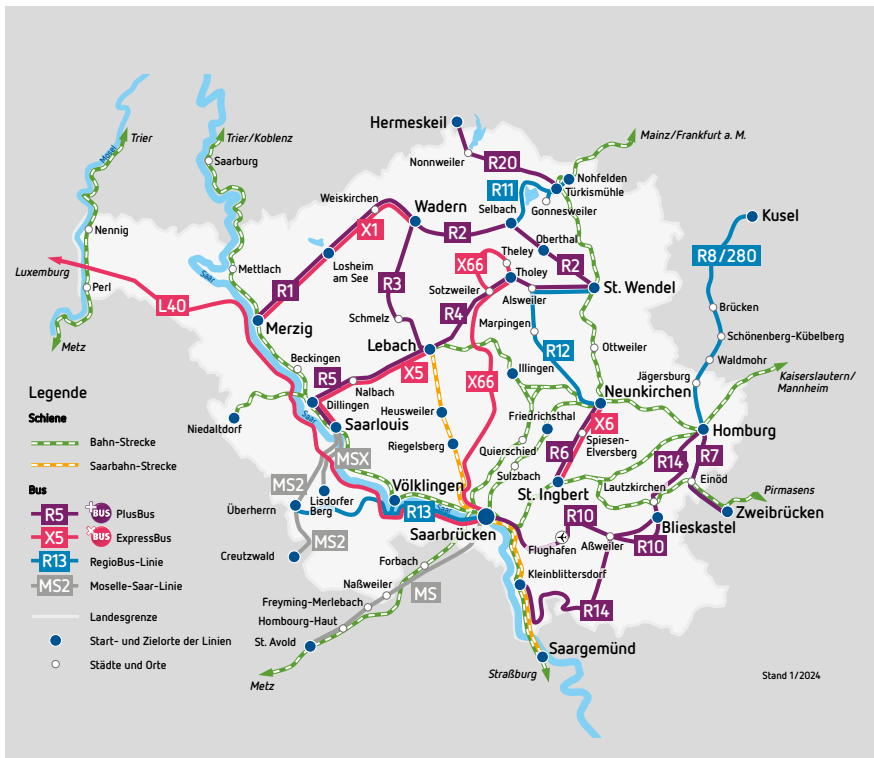 Hermeskeil
Mainz/Frankfurt a. M.
Trier
Trier/Koblenz
Mosel
Saarburg
Nonnweiler
R20
Nohfelden
Türkismühle
R11
Weiskirchen
Wadern
Selbach
Gonnesweiler
Kusel
X1
R2
Nennig
Oberthal
R8/280
Theley
Luxemburg
Saar
Mettlach
Losheim
am See
X66
R2
Tholey
Perl
R1
R3
Sotzweiler
Alsweiler
St. Wendel
L40
R4
Brücken
Merzig
Schmelz
Marpingen
Metz
Schönenberg-Kübelberg
Lebach
R12
Ottweiler
Waldmohr
Beckingen
Illingen
Jägersburg
Kaiserslautern/
Mannheim
R5
X5
X66
Legende
Nalbach
Neunkirchen
Dillingen
Heusweiler
Friedrichsthal
Schiene
Saar
Niedaltdorf
Saarlouis
X6
Homburg
Bahn-Strecke
Riegelsberg
Quierschied
Spiesen-
Elversberg
MSX
R6
R14
R7
Saarbahn-Strecke
Sulzbach
MS2
Völklingen
St. Ingbert
Lautzkirchen
Einöd
Bus
Pirmasens
Lisdorfer
Berg
Überherrn
R13
Saar
R5
+BUS
PlusBus
R10
Zweibrücken
Blieskastel
Saarbrücken
X5
×BUS
ExpressBus
MS2
Flughafen
Aßweiler
R10
R13
RegioBus-Linie
Creutzwald
Forbach
Kleinblittersdorf
MS2
Moselle-Saar-Linie
Naßweiler
MS
Freyming-Merlebach
R14
Landesgrenze
Hombourg-Haut
Start- und Zielorte der Linien
St. Avold
Saargemünd
Städte und Orte
Straßburg
Stand 1/2024
Metz